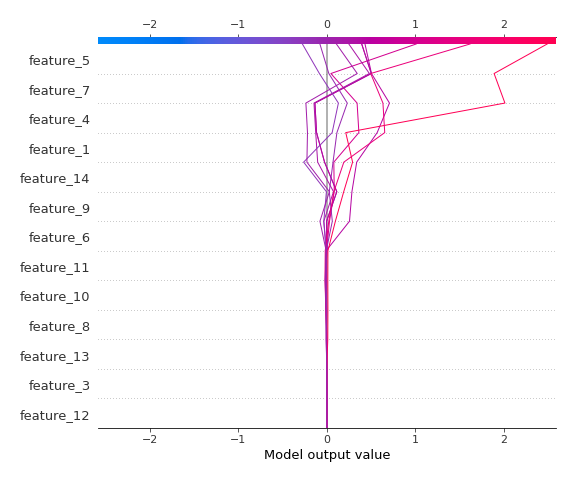 −2 −1 0 1 2
feature_5
feature_7
feature_4
feature_1
feature_14
feature_9
feature_6
feature_11
feature_10
feature_8
feature_13
feature_3
feature_12
−2 −1 0 1 2
Model output value